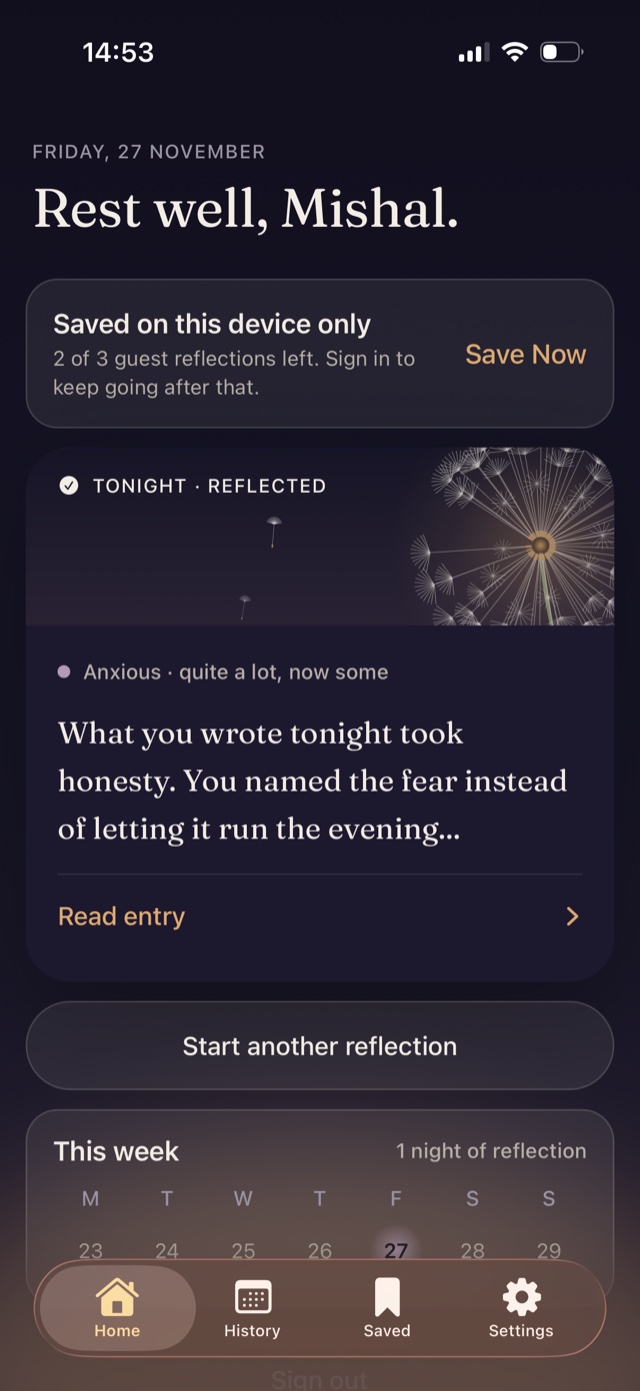 14:53
FRIDAY, 27 NOVEMBER
Rest well, Mishal.
Saved on this device only
2 of 3 guest reflections left. Sign in to
keep going after that.
Save Now
TONIGHT · REFLECTED
Anxious · quite a lot, now some
What you wrote tonight took
honesty. You named the fear instead
of letting it run the evening...
Read entry
Start another reflection
This week
1 night of reflection
M T W T F S S
23 24 25 26 27 28 29
Home History Saved Settings
Sign out